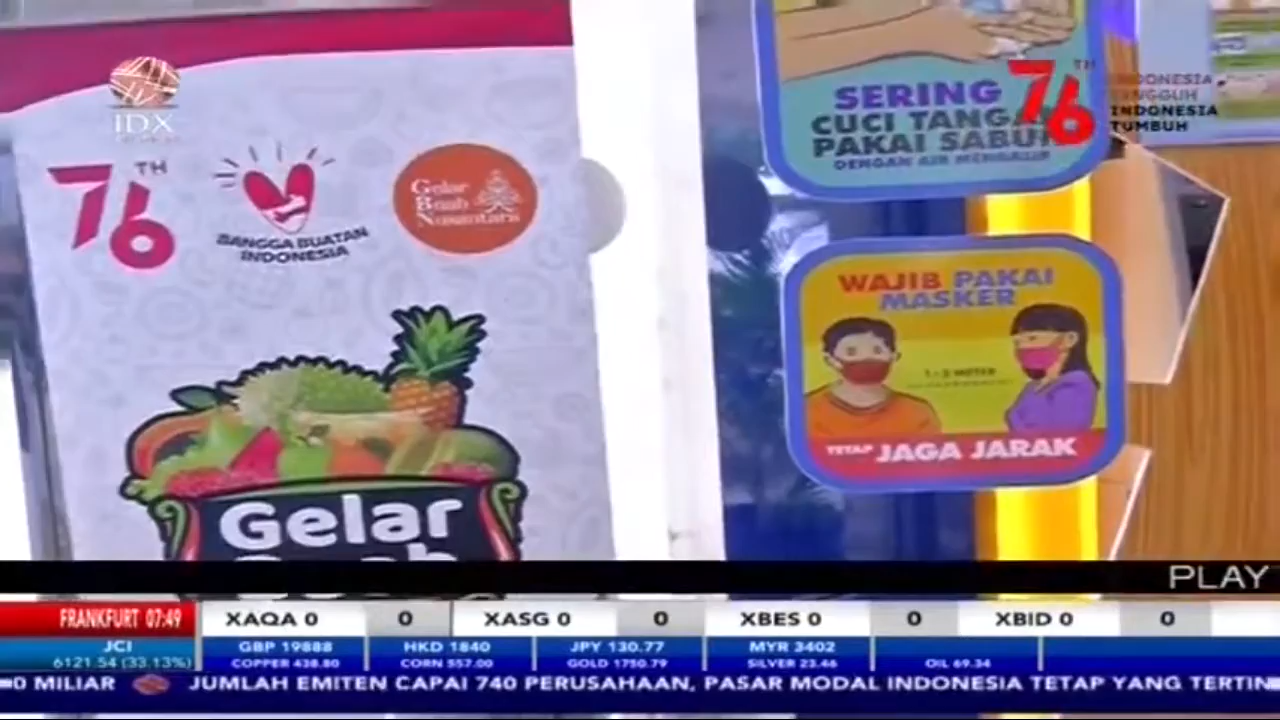 IDX
76 TH
BANGGA BUATAN
INDONESIA
Gelar
Buah
Nusantara
Gelar
SERING
CUCI TANGAN
PAKAI SABUN
DENGAN AIR MENGALIR
76 TH
INDONESIA
TANGGUH
INDONESIA
TUMBUH
WAJIB PAKAI
MASKER
1 - 2 METER
TETAP JAGA JARAK
PLAY
FRANKFURT 07:49
XAQA 0 0 XASG 0 0 XBES 0 0 XBID 0 0
JCI
6121.54 (33.13%)
GBP 19888 HKD 1840 JPY 130.77 MYR 3402
COPPER 438.80 CORN 557.00 GOLD 1750.79 SILVER 23.46 OIL 69.34
D MILIAR JUMLAH EMITEN CAPAI 740 PERUSAHAAN, PASAR MODAL INDONESIA TETAP YANG TERTIN